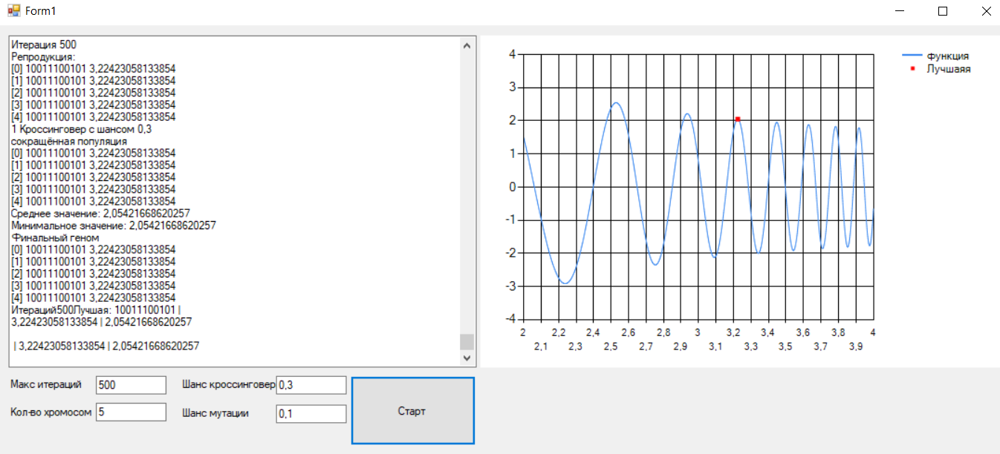 Form1
Итерация 500
Репродукция:
[0] 10011100101 3,22423058133854
[1] 10011100101 3,22423058133854
[2] 10011100101 3,22423058133854
[3] 10011100101 3,22423058133854
[4] 10011100101 3,22423058133854
1 Кроссинговер с шансом 0,3
сокращённая популяция
[0] 10011100101 3,22423058133854
[1] 10011100101 3,22423058133854
[2] 10011100101 3,22423058133854
[3] 10011100101 3,22423058133854
[4] 10011100101 3,22423058133854
Среднее значение: 2,05421668620257
Минимальное значение: 2,05421668620257
Финальный геном
[0] 10011100101 3,22423058133854
[1] 10011100101 3,22423058133854
[2] 10011100101 3,22423058133854
[3] 10011100101 3,22423058133854
[4] 10011100101 3,22423058133854
Итераций500Лучшая: 10011100101 |
3,22423058133854 | 2,05421668620257
| 3,22423058133854 | 2,05421668620257
4
3
2
1
0
-1
-2
-3
-4
2 2,2 2,4 2,6 2,8 3 3,2 3,4 3,6 3,8 4
2,1 2,3 2,5 2,7 2,9 3,1 3,3 3,5 3,7 3,9
функция
Лучшаяя
Макс итераций 500 Шанс кроссинговер 0,3
Кол-во хромосом 5 Шанс мутации 0,1
Старт